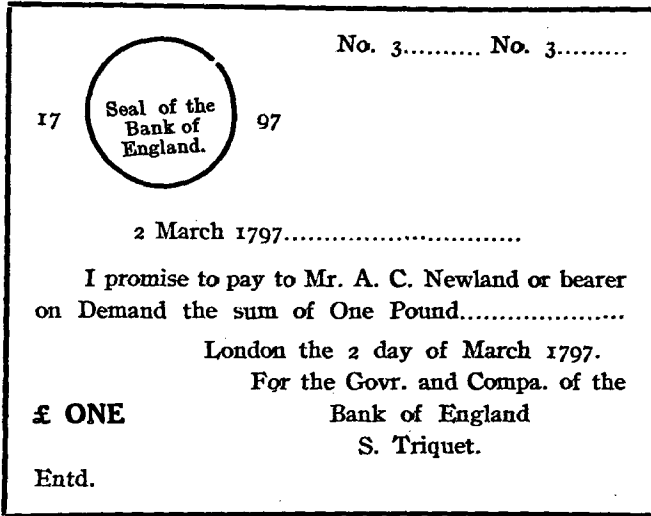 No. 3.......... No. 3.........
17 Seal of the Bank of England. 97
2 March 1797..............................
I promise to pay to Mr. A. C. Newland or bearer
on Demand the sum of One Pound.....................
London the 2 day of March 1797.
For the Govr. and Compa. of the
£ ONE Bank of England
S. Triquet.
Entd.